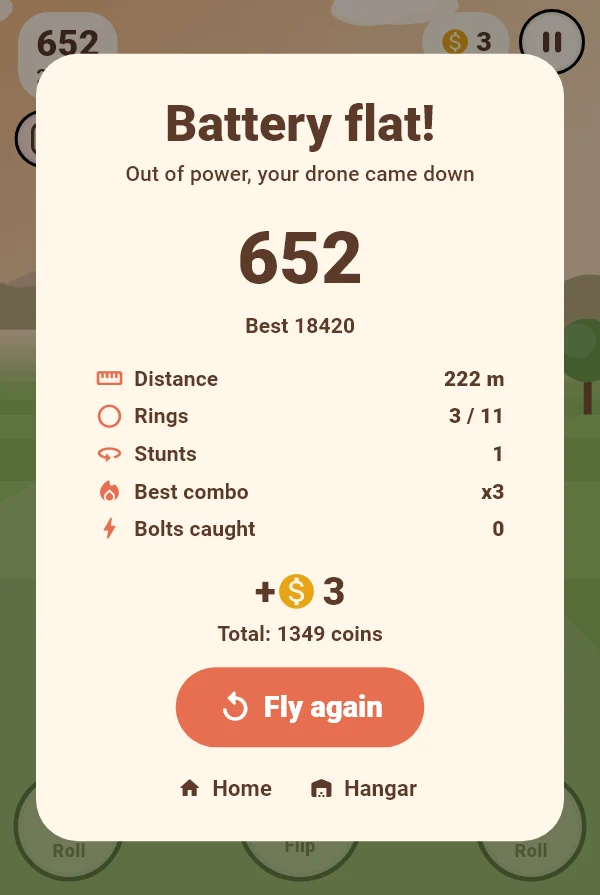 652
3
Battery flat!
Out of power, your drone came down
652
Best 18420
Distance 222 m
Rings 3 / 11
Stunts 1
Best combo x3
Bolts caught 0
+ $ 3
Total: 1349 coins
Fly again
Home Hangar
Roll Flip Roll